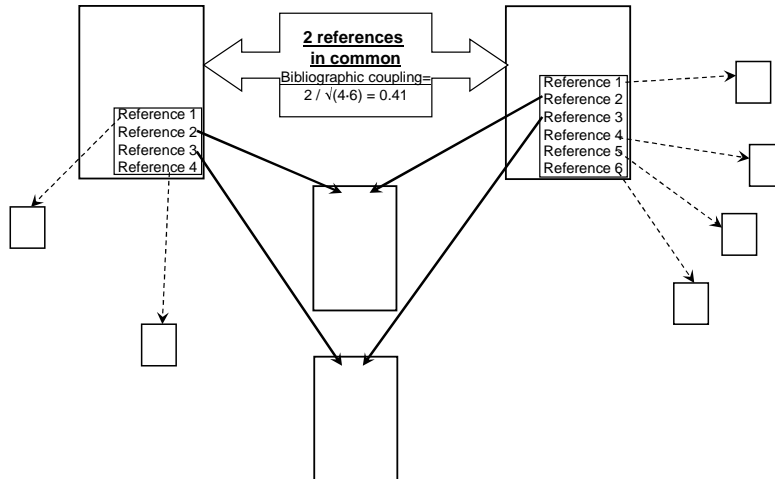 2 references
in common
Bibliographic coupling=
2 / √(4·6) = 0.41
Reference 1
Reference 2
Reference 3
Reference 4
Reference 1
Reference 2
Reference 3
Reference 4
Reference 5
Reference 6